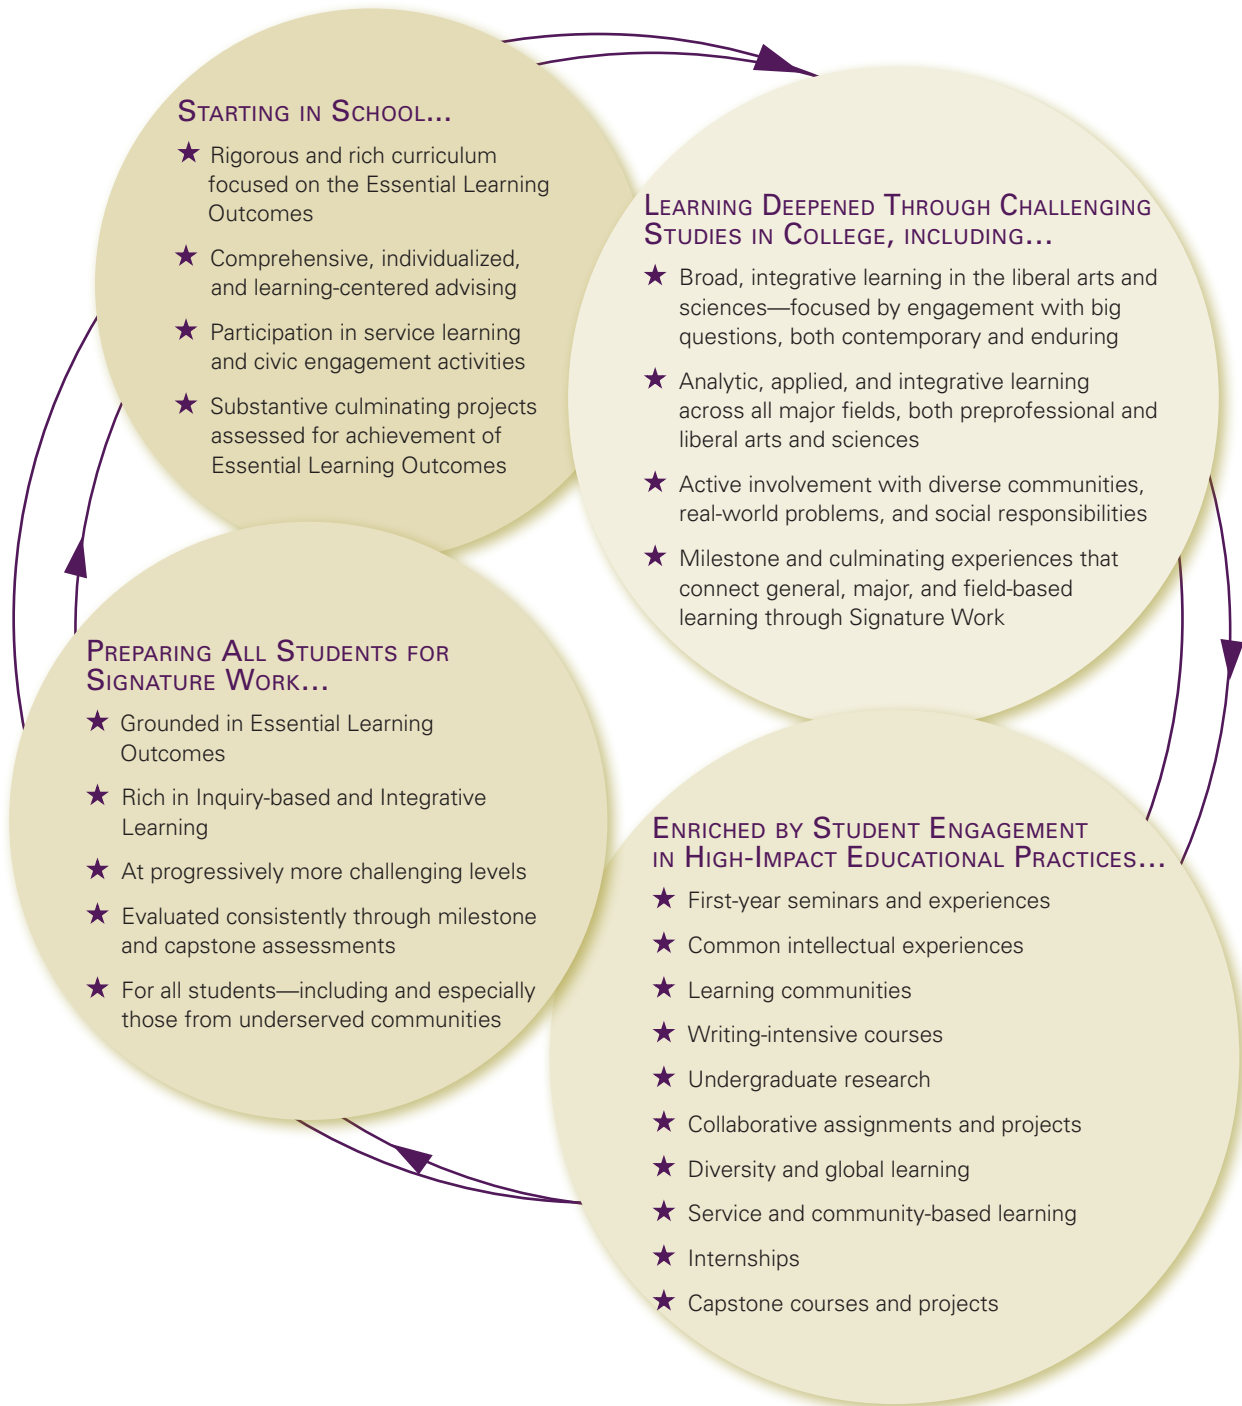 Starting in School...
Rigorous and rich curriculum
focused on the Essential Learning
Outcomes
Comprehensive, individualized,
and learning-centered advising
Participation in service learning
and civic engagement activities
Substantive culminating projects
assessed for achievement of
Essential Learning Outcomes
Learning Deepened Through Challenging
Studies in College, including...
Broad, integrative learning in the liberal arts and
sciences—focused by engagement with big
questions, both contemporary and enduring
Analytic, applied, and integrative learning
across all major fields, both preprofessional and
liberal arts and sciences
Active involvement with diverse communities,
real-world problems, and social responsibilities
Milestone and culminating experiences that
connect general, major, and field-based
learning through Signature Work
Enriched by Student Engagement
in High-Impact Educational Practices...
First-year seminars and experiences
Common intellectual experiences
Learning communities
Writing-intensive courses
Undergraduate research
Collaborative assignments and projects
Diversity and global learning
Service and community-based learning
Internships
Capstone courses and projects
Preparing All Students for
Signature Work...
Grounded in Essential Learning
Outcomes
Rich in Inquiry-based and Integrative
Learning
At progressively more challenging levels
Evaluated consistently through milestone
and capstone assessments
For all students—including and especially
those from underserved communities